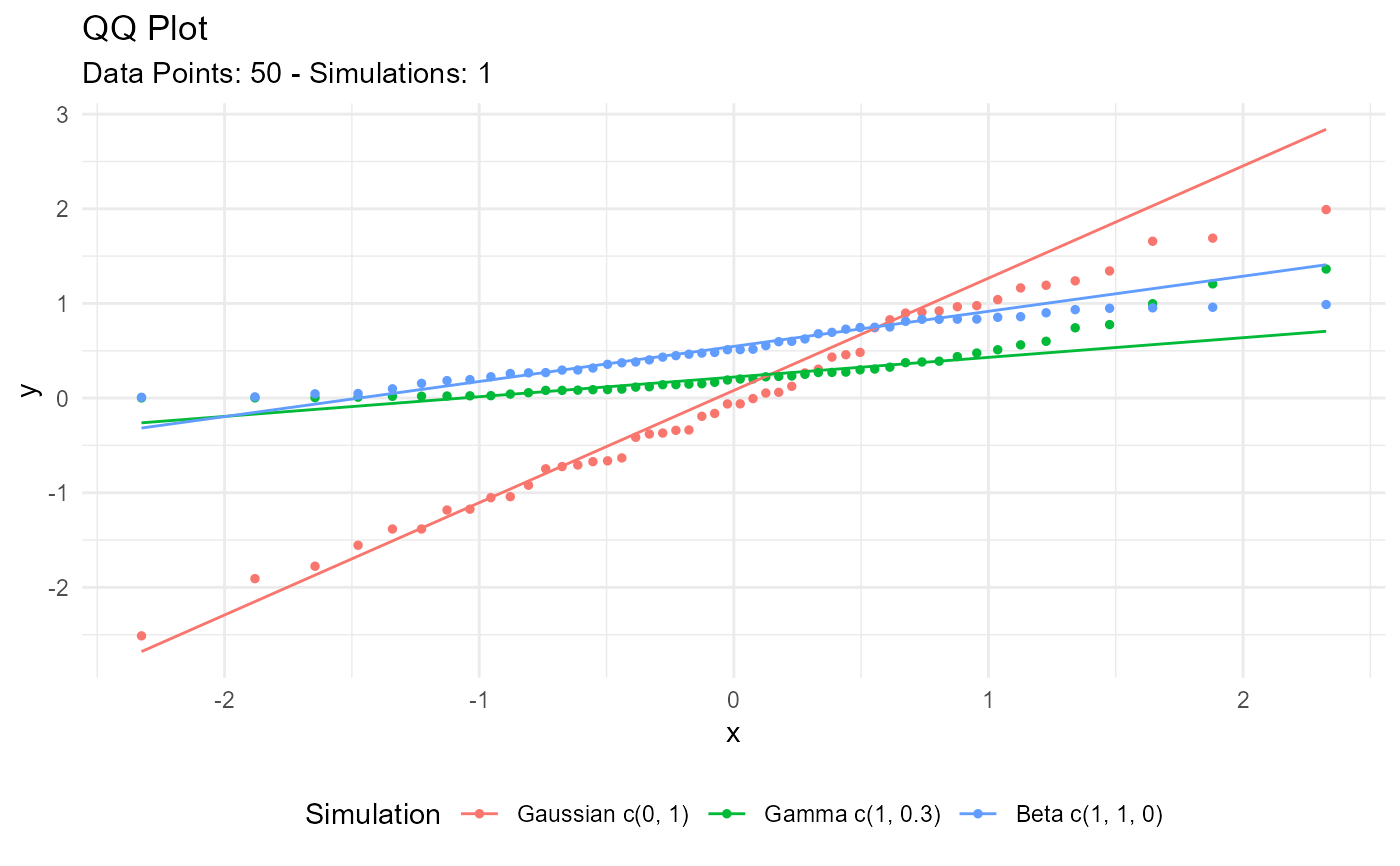 QQ Plot
Data Points: 50 - Simulations: 1
3
2
1
0
-1
-2
y
-2 -1 0 1 2
x
Simulation Gaussian c(0, 1) Gamma c(1, 0.3) Beta c(1, 1, 0)